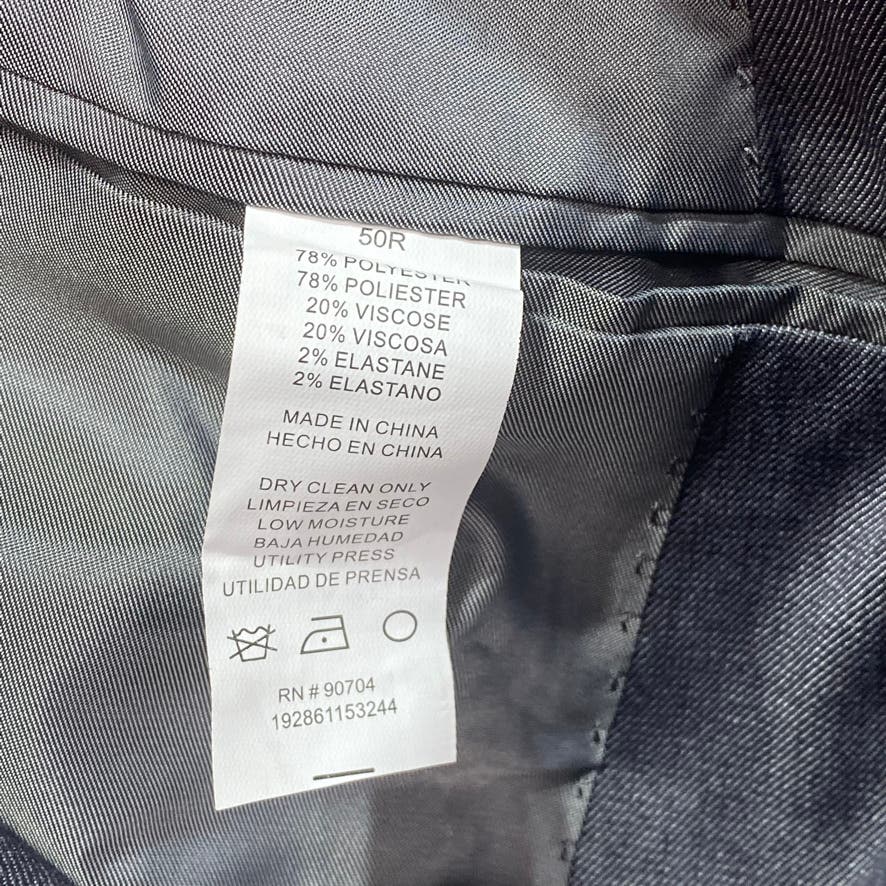 50R
78% POLYESTER
78% POLIESTER
20% VISCOSE
20% VISCOSA
2% ELASTANE
2% ELASTANO
MADE IN CHINA
HECHO EN CHINA
DRY CLEAN ONLY
LIMPIEZA EN SECO
LOW MOISTURE
BAJA HUMEDAD
UTILITY PRESS
UTILIDAD DE PRENSA
RN # 90704
192861153244